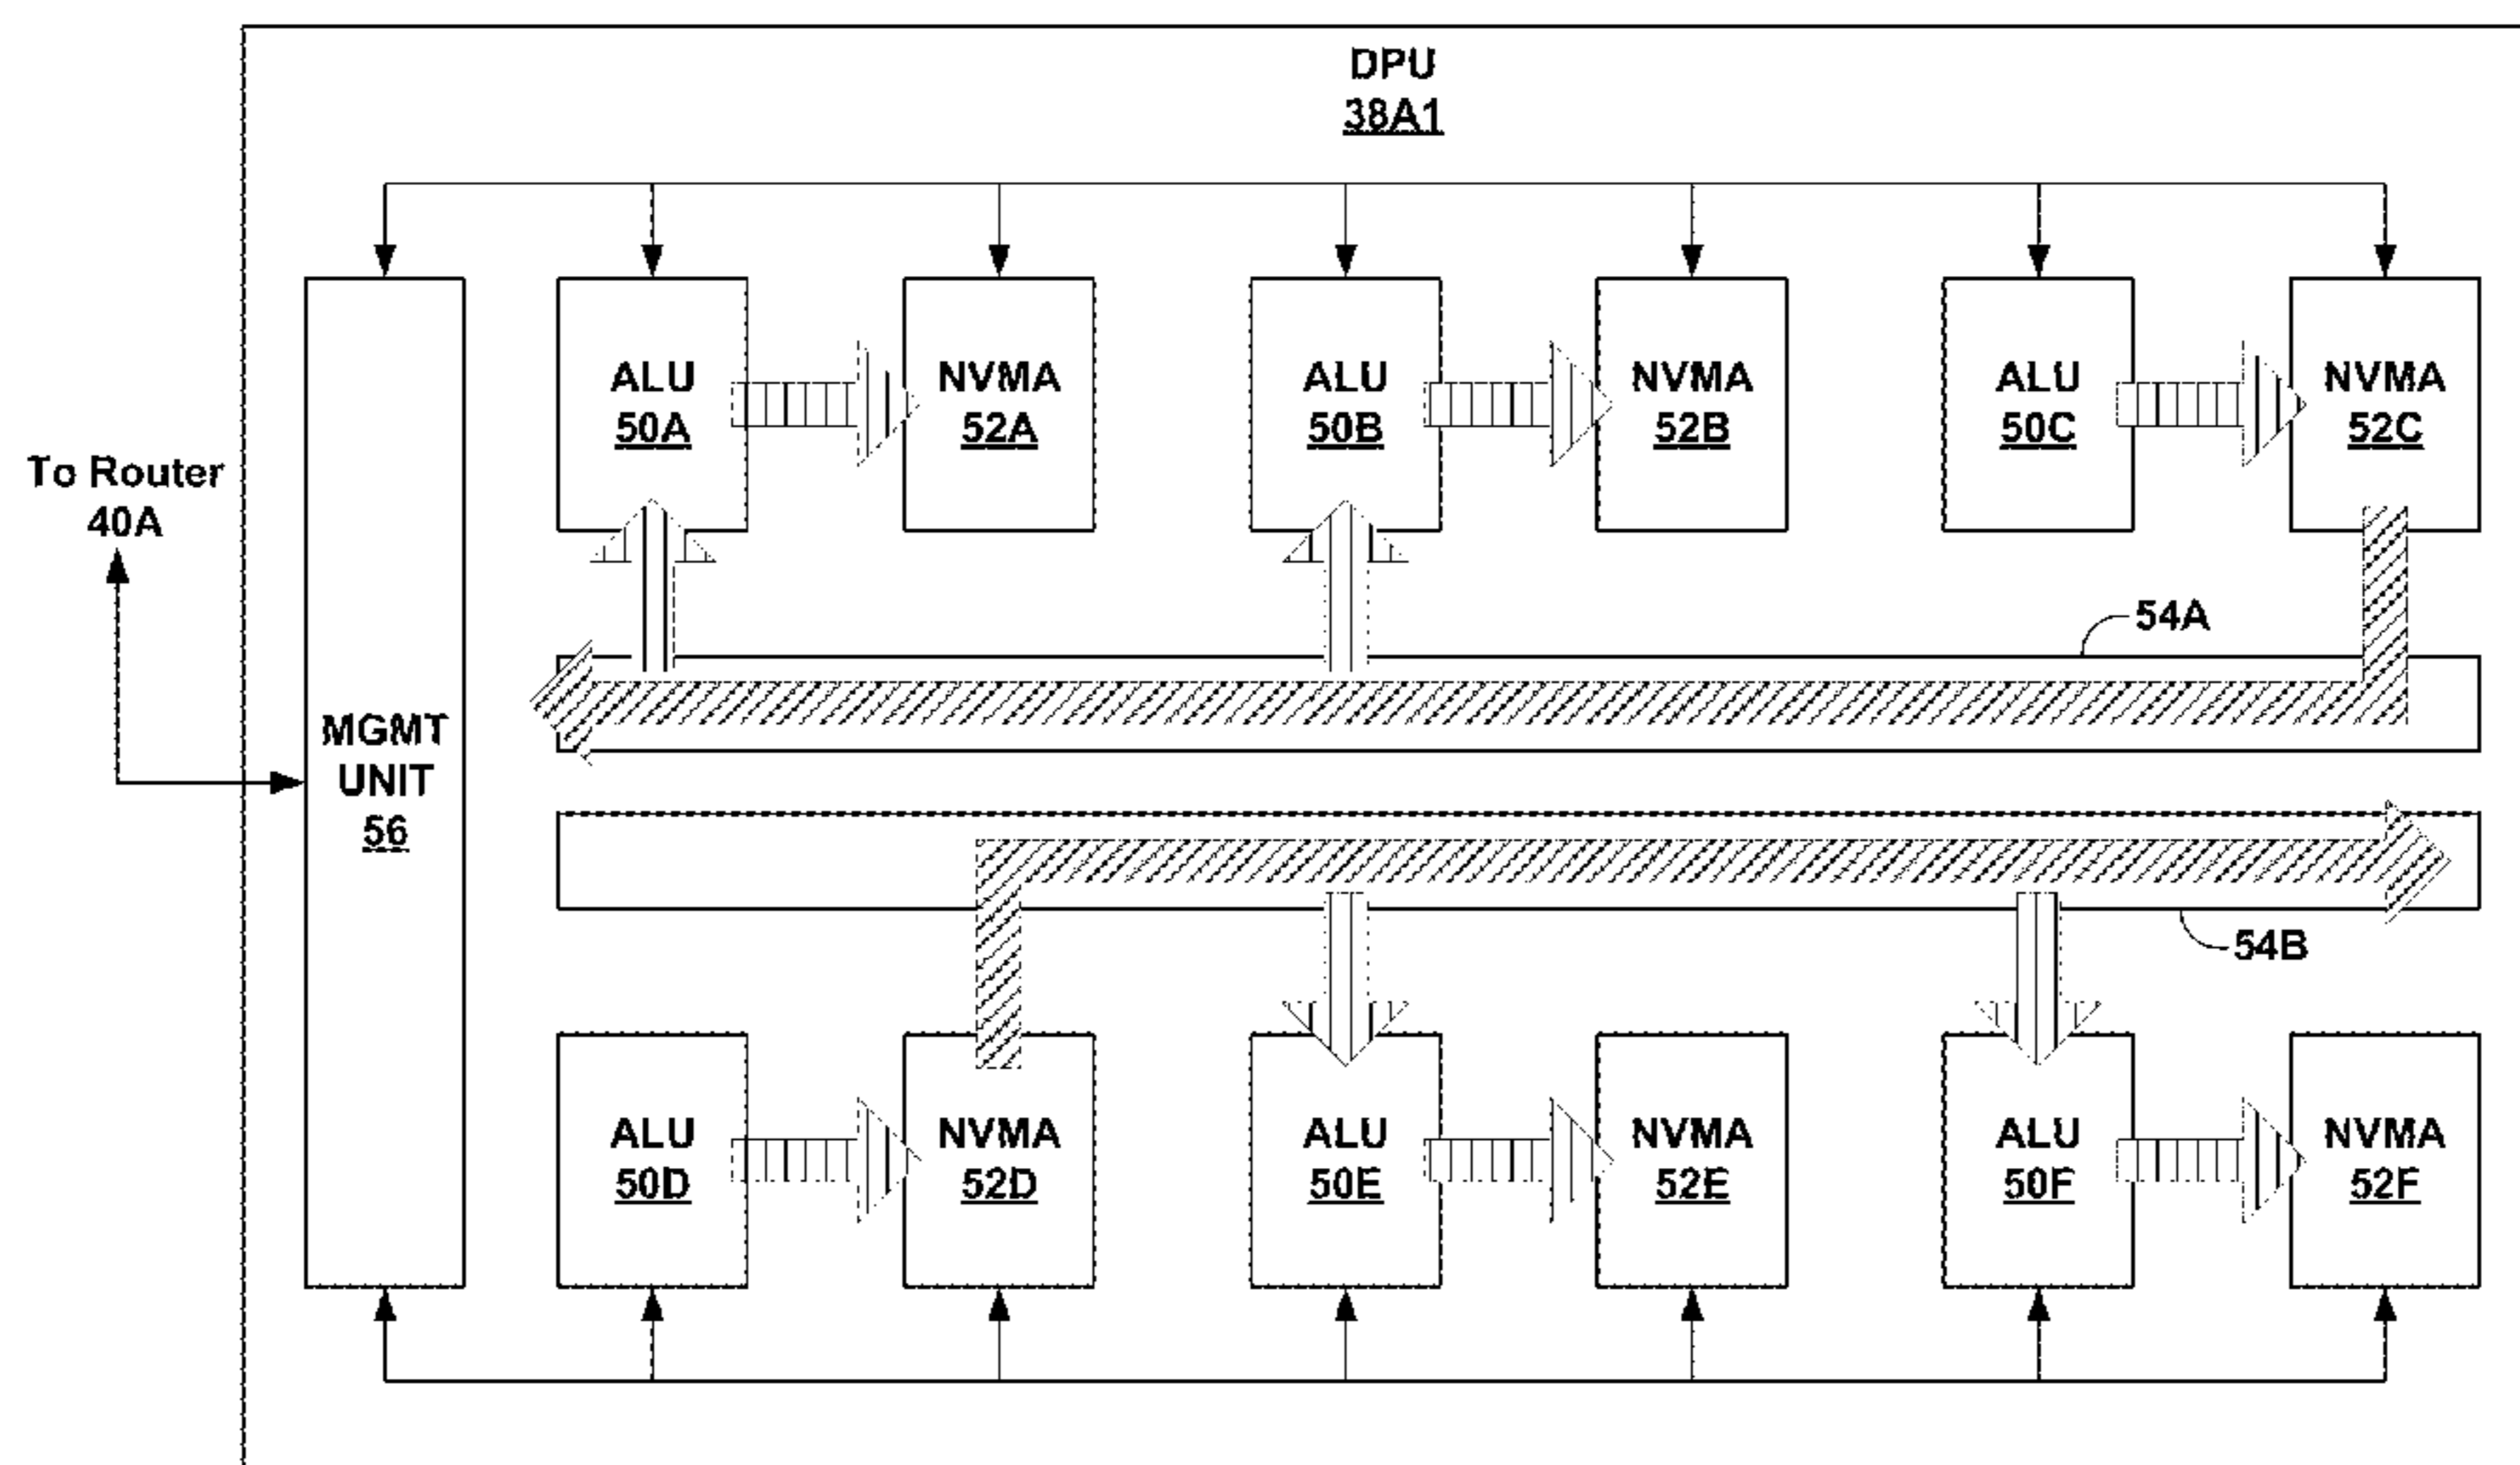 DPU
38A1
ALU
50A
NVMA
52A
ALU
50B
NVMA
52B
ALU
50C
NVMA
52C
To Router
40A
54A
MGMT
UNIT
56
54B
ALU
50D
NVMA
52D
ALU
50E
NVMA
52E
ALU
50F
NVMA
52F